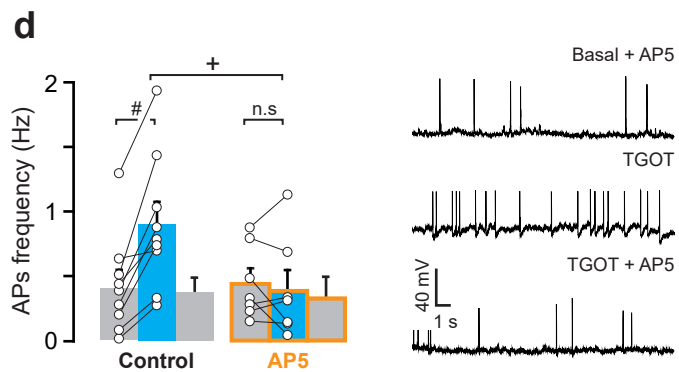 d
APs frequency (Hz)
2
1
0
#
+
n.s
Control
AP5
Basal + AP5
TGOT
TGOT + AP5
40 mV
1 s